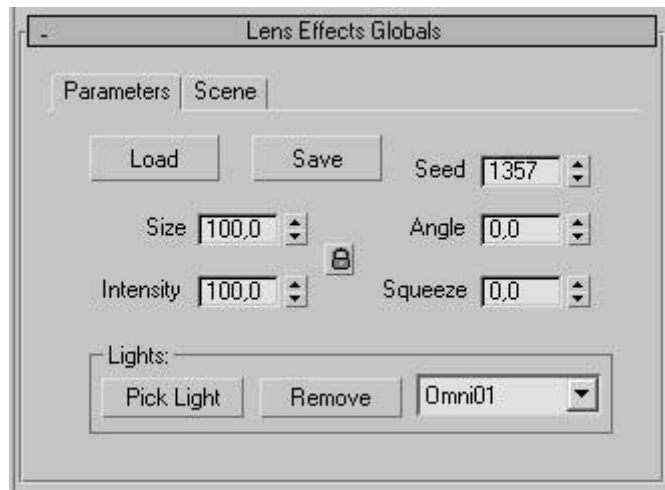 - Lens Effects Globals
Parameters Scene
Load Save Seed 1357
Size 100,0 Angle 0,0
Intensity 100,0 Squeeze 0,0
Lights:
Pick Light Remove Omni01